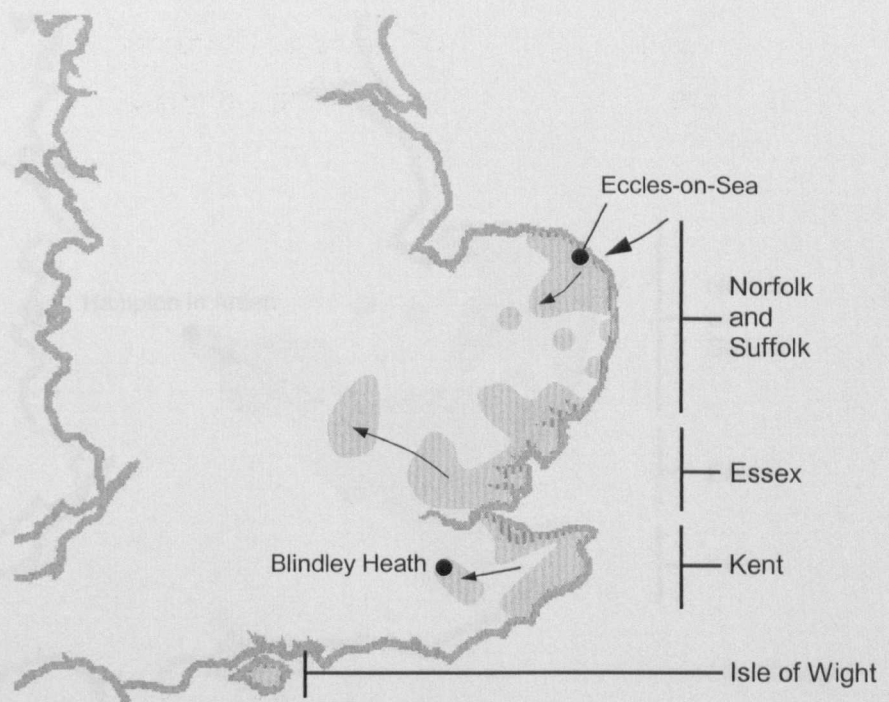 Eccles-on-Sea
Norfolk
and
Suffolk
Essex
Blindley Heath
Kent
Isle of Wight